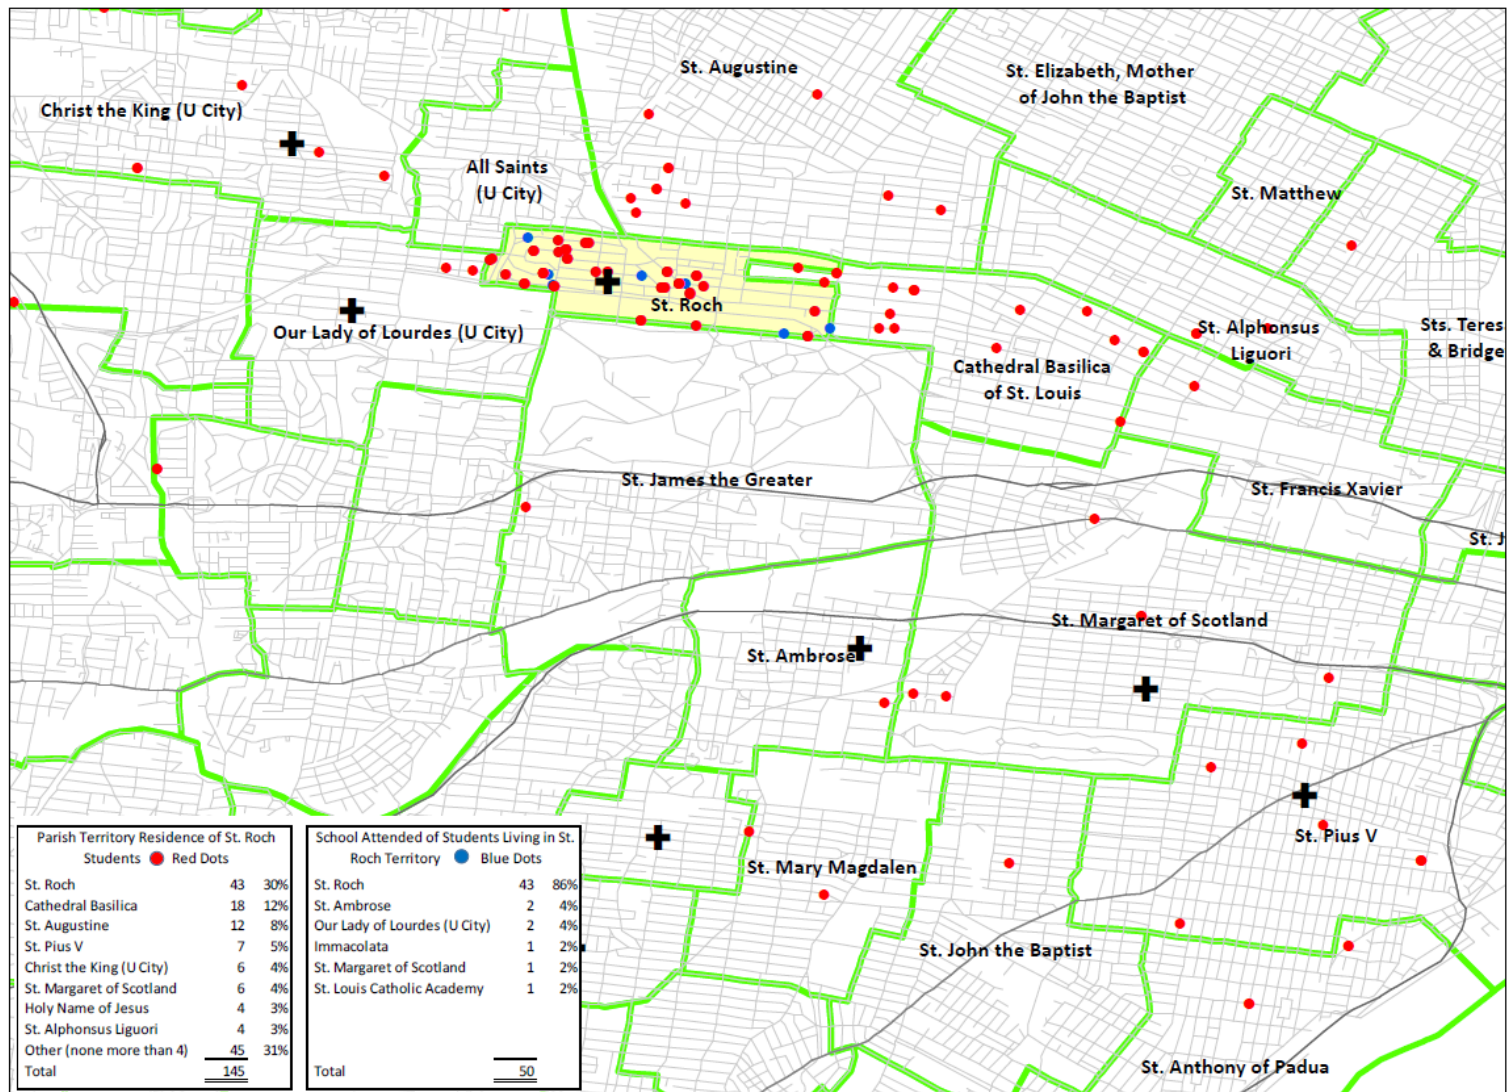 St. Augustine
St. Elizabeth, Mother
of John the Baptist
Christ the King (U City)
All Saints
(U City)
St. Matthew
St. Roch
Our Lady of Lourdes (U City)
St. Alphonsus
Liguori
Sts. Teres
& Bridge
Cathedral Basilica
of St. Louis
St. James the Greater
St. Francis Xavier
St. J
St. Margaret of Scotland
St. Ambrose
St. Pius V
St. Mary Magdalen
St. John the Baptist
St. Anthony of Padua
Parish Territory Residence of St. Roch
Students Red Dots
St. Roch 43 30%
Cathedral Basilica 18 12%
St. Augustine 12 8%
St. Pius V 7 5%
Christ the King (U City) 6 4%
St. Margaret of Scotland 6 4%
Holy Name of Jesus 4 3%
St. Alphonsus Liguori 4 3%
Other (none more than 4) 45 31%
Total 145
School Attended of Students Living in St.
Roch Territory Blue Dots
St. Roch 43 86%
St. Ambrose 2 4%
Our Lady of Lourdes (U City) 2 4%
Immacolata 1 2%
St. Margaret of Scotland 1 2%
St. Louis Catholic Academy 1 2%
Total 50